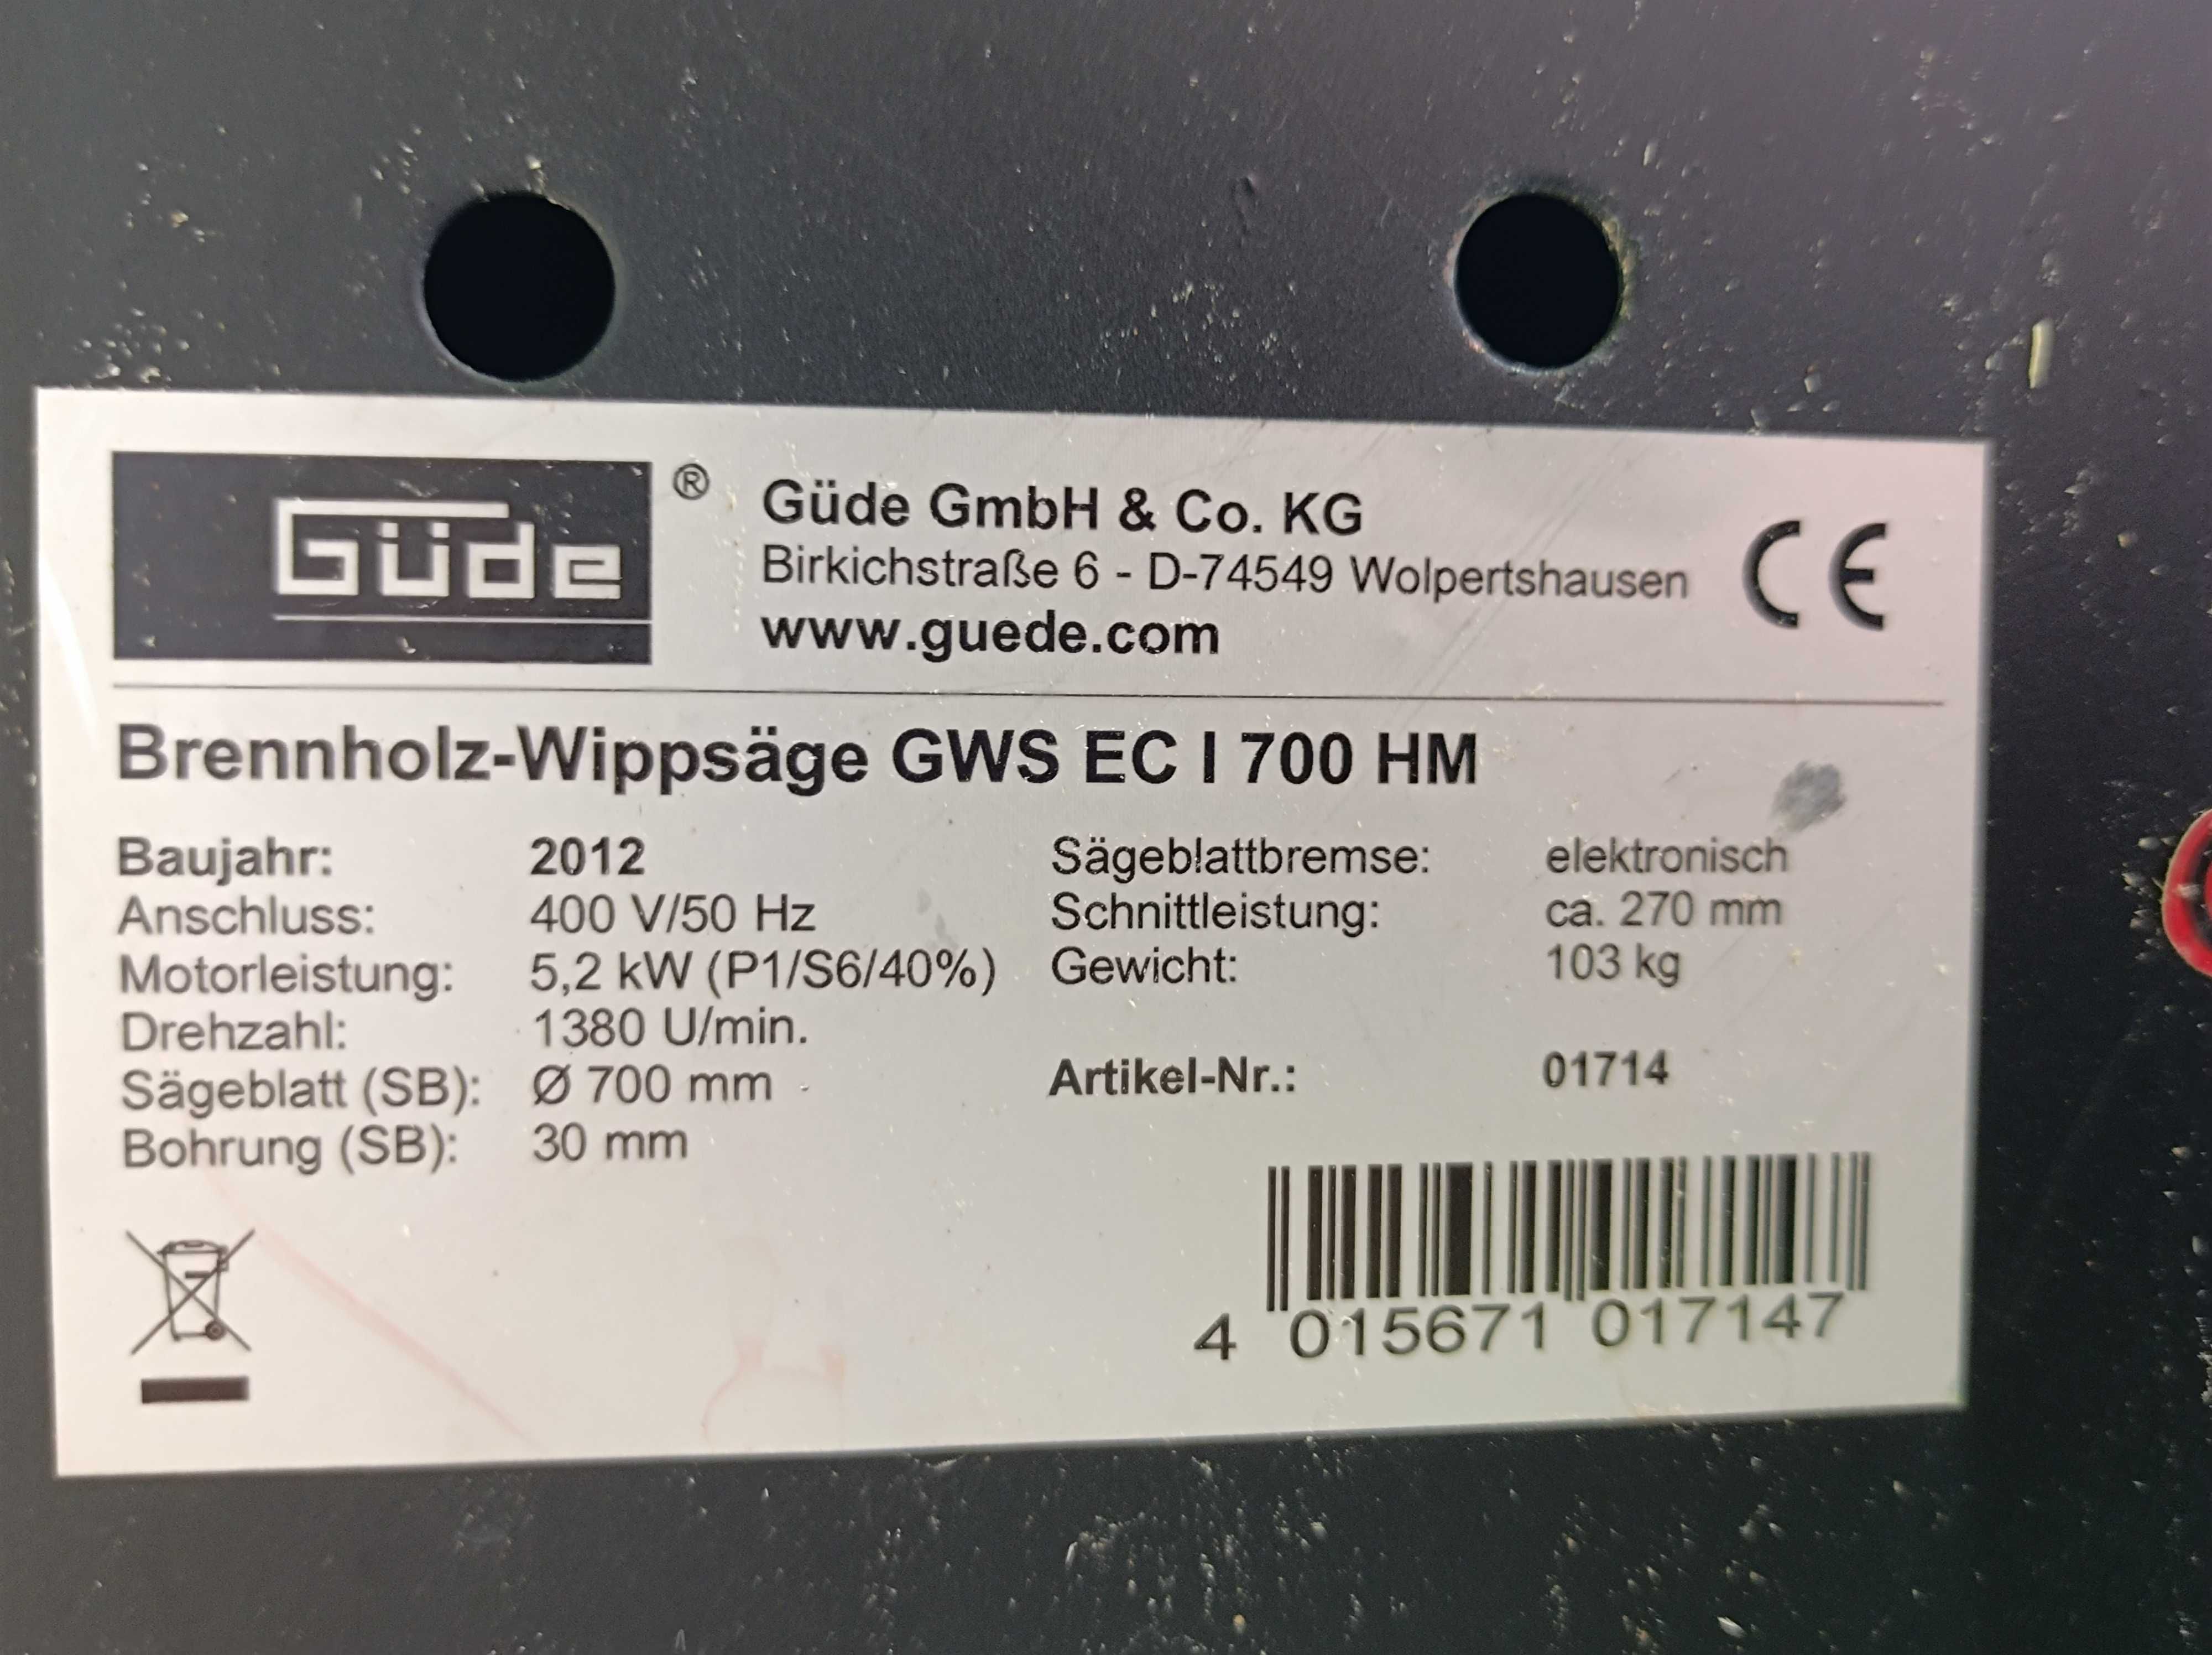 Güde ®
Güde GmbH & Co. KG
Birkichstraße 6 - D-74549 Wolpertshausen
www.guede.com
CE
Brennholz-Wippsäge GWS EC I 700 HM
Baujahr: 2012
Anschluss: 400 V/50 Hz
Motorleistung: 5,2 kW (P1/S6/40%)
Drehzahl: 1380 U/min.
Sägeblatt (SB): Ø 700 mm
Bohrung (SB): 30 mm
Sägeblattbremse: elektronisch
Schnittleistung: ca. 270 mm
Gewicht: 103 kg
Artikel-Nr.: 01714
4 015671 017147